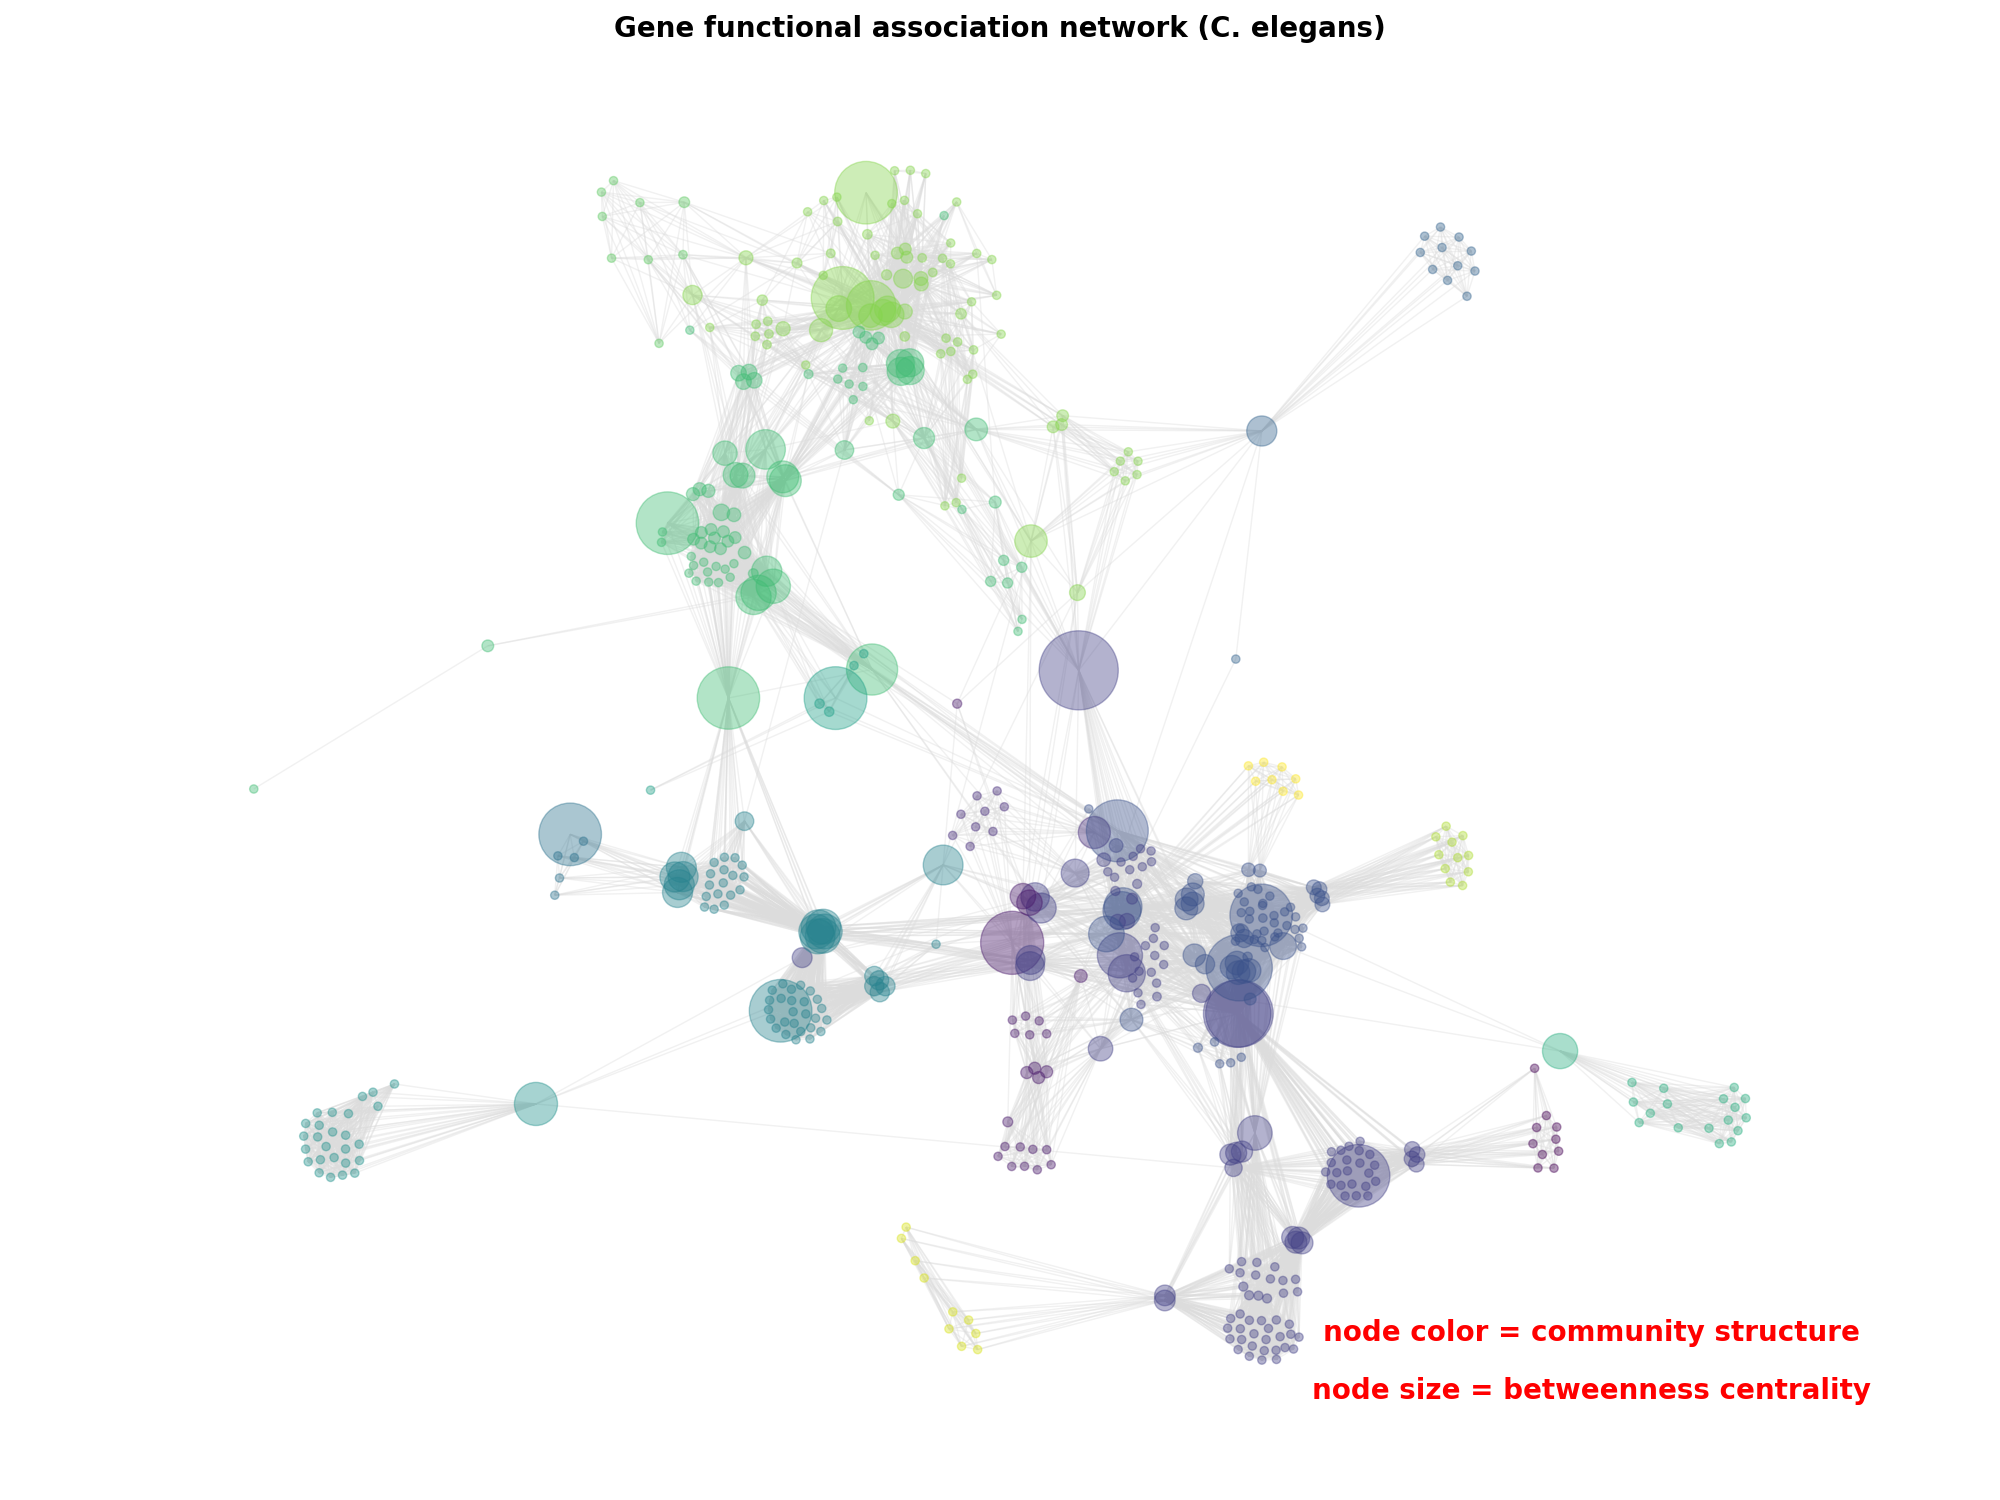 Gene functional association network (C. elegans)
node color = community structure
node size = betweenness centrality